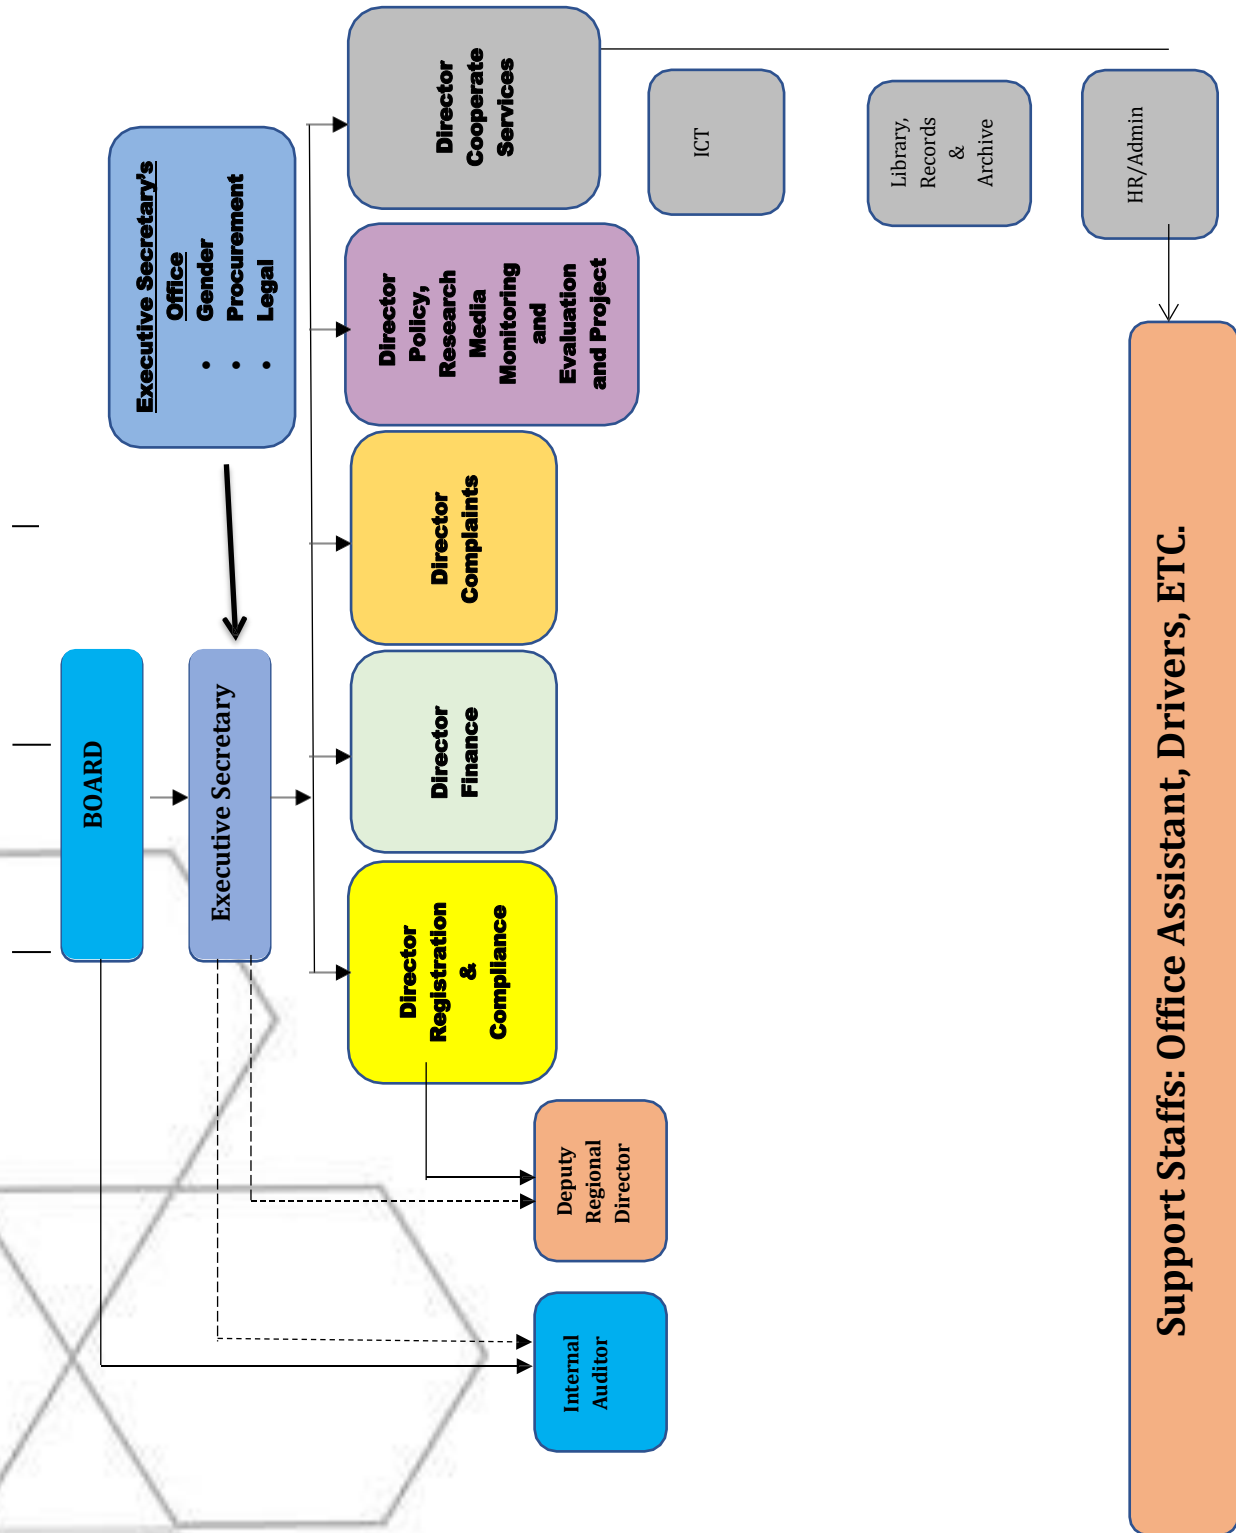 BOARD
Executive Secretary
Executive Secretary's
Office
• Gender
• Procurement
• Legal
Internal
Auditor
Deputy
Regional
Director
Director
Registration
&
Compliance
Director
Finance
Director
Complaints
Director
Policy,
Research
Media
Monitoring
and
Evaluation
and Project
Director
Cooperate
Services
ICT
Library,
Records
&
Archive
HR/Admin
Support Staffs: Office Assistant, Drivers, ETC.